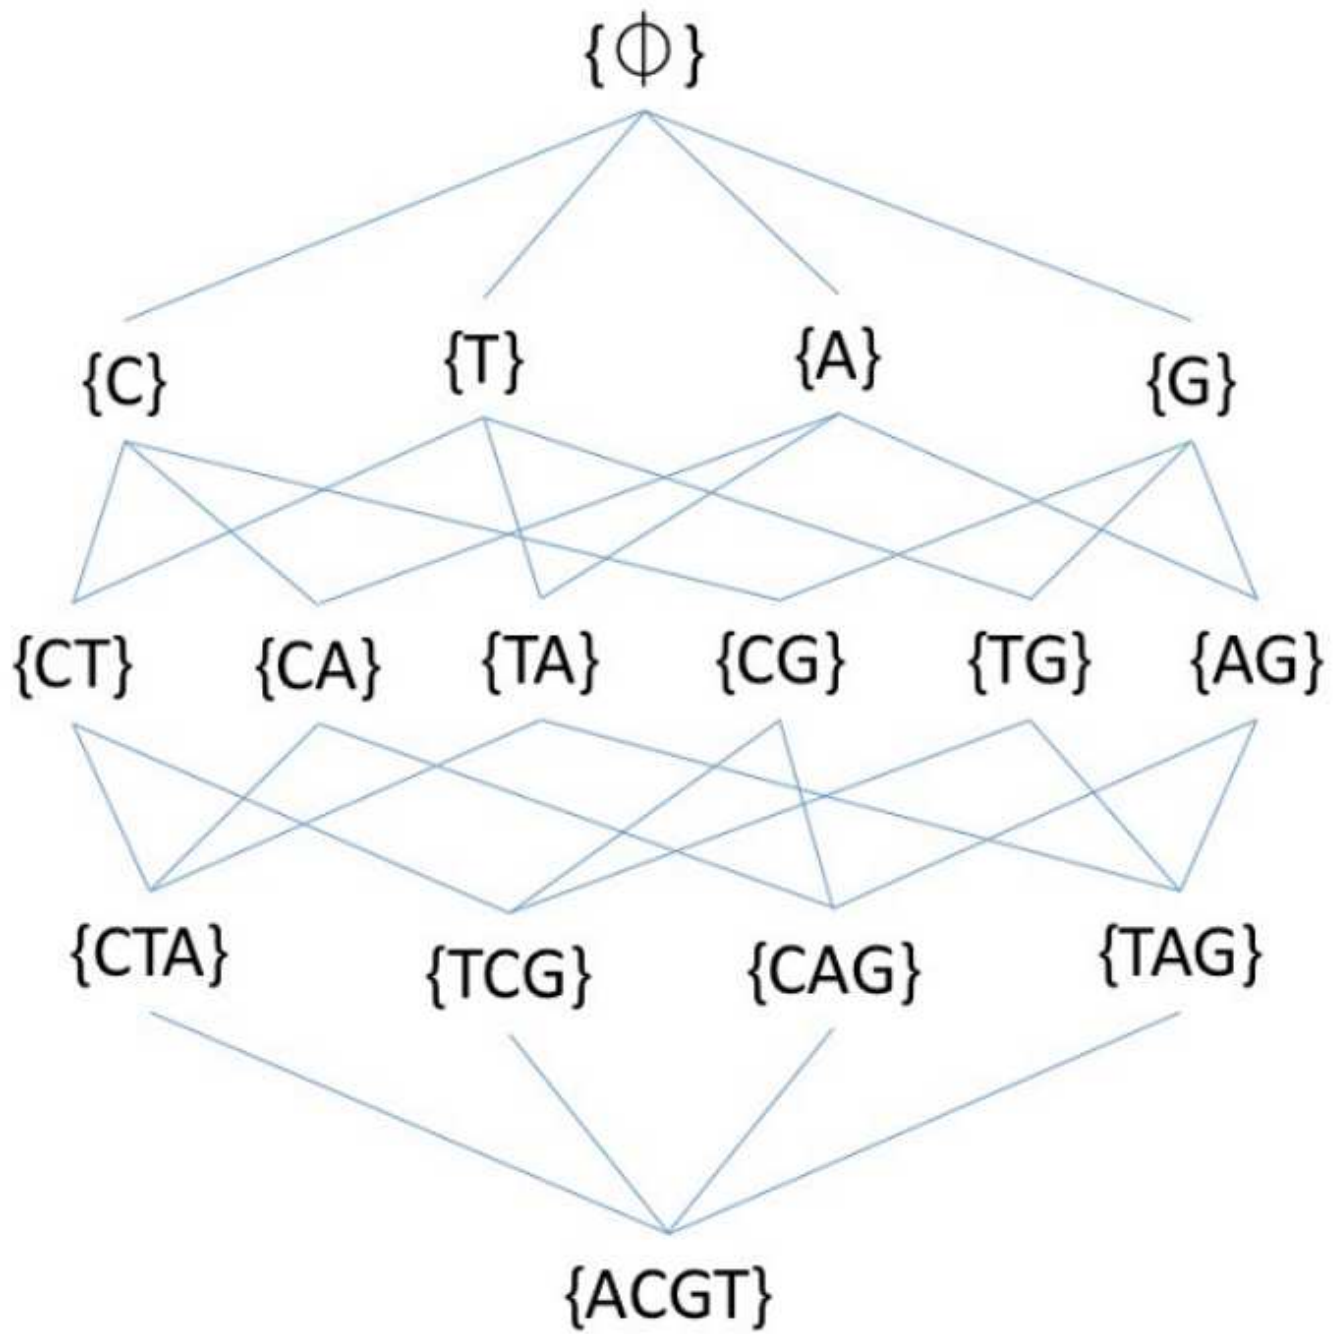 {Φ}
{C} {T} {A} {G}
{CT} {CA} {TA} {CG} {TG} {AG}
{CTA} {TCG} {CAG} {TAG}
{ACGT}